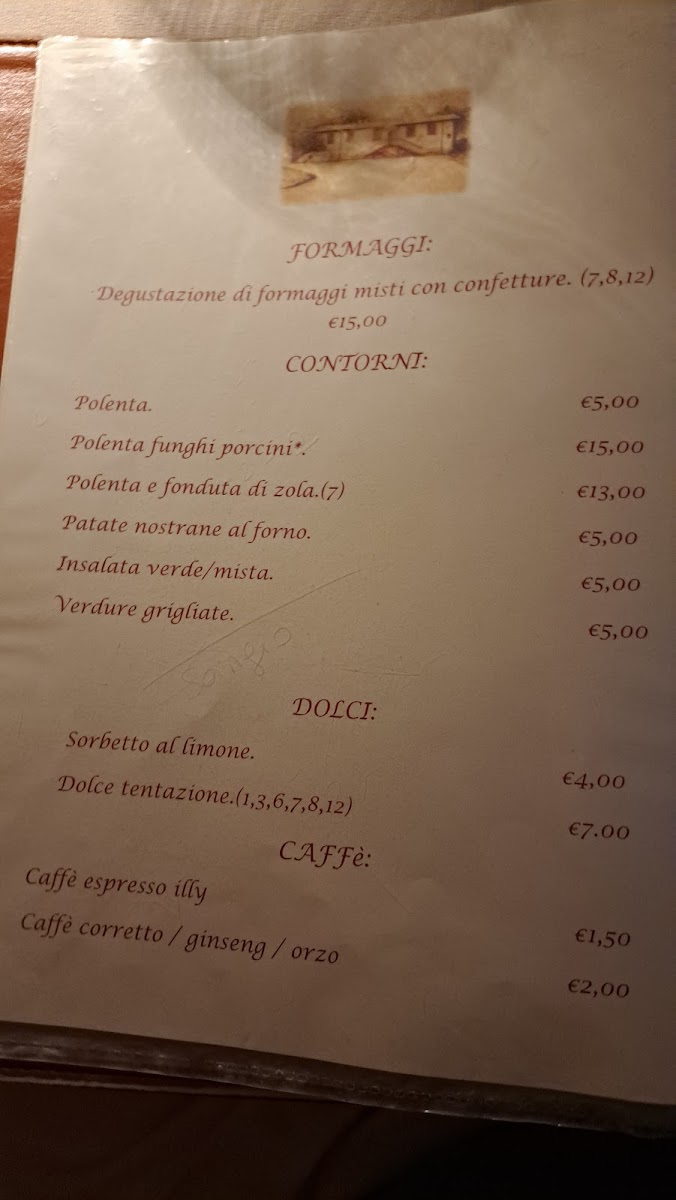 FORMAGGI:
Degustazione di formaggi misti con confetture. (7,8,12)
€15,00
CONTORNI:
Polenta. €5,00
Polenta funghi porcini*. €15,00
Polenta e fonduta di zola.(7) €13,00
Patate nostrane al forno. €5,00
Insalata verde/mista. €5,00
Verdure grigliate. €5,00
DOLCI:
Sorbetto al limone. €4,00
Dolce tentazione.(1,3,6,7,8,12) €7.00
CAFFè:
Caffè espresso illy €1,50
Caffè corretto / ginseng / orzo €2,00